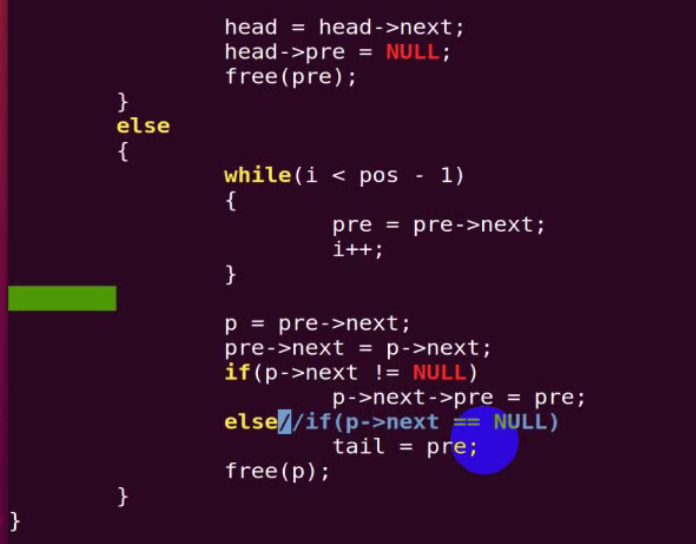 head = head->next;
head->pre = NULL;
free(pre);
}
else
{
while(i < pos - 1)
{
pre = pre->next;
i++;
}
p = pre->next;
pre->next = p->next;
if(p->next != NULL)
p->next->pre = pre;
else//if(p->next == NULL)
tail = pre;
free(p);
}
}